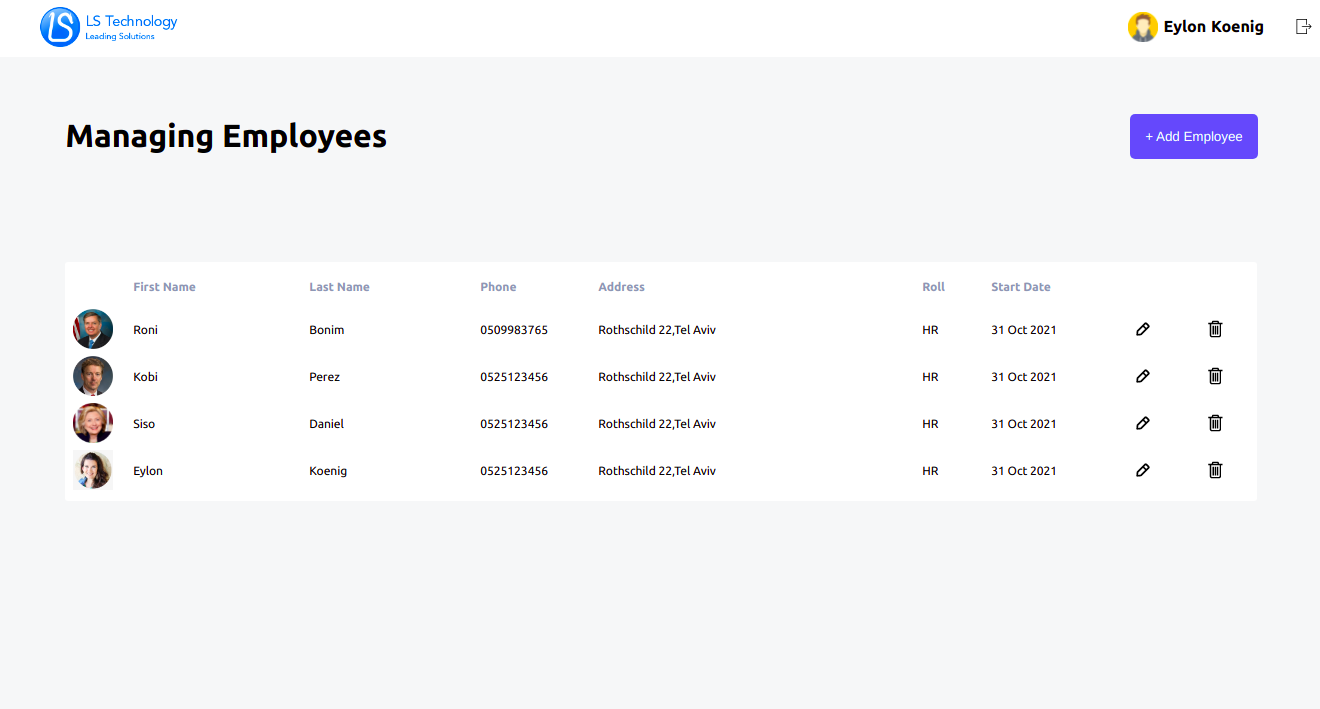 LS
LS Technology
Leading Solutions
Eylon Koenig
Managing Employees
+ Add Employee
First Name Last Name Phone Address Roll Start Date
Roni Bonim 0509983765 Rothschild 22,Tel Aviv HR 31 Oct 2021
Kobi Perez 0525123456 Rothschild 22,Tel Aviv HR 31 Oct 2021
Siso Daniel 0525123456 Rothschild 22,Tel Aviv HR 31 Oct 2021
Eylon Koenig 0525123456 Rothschild 22,Tel Aviv HR 31 Oct 2021